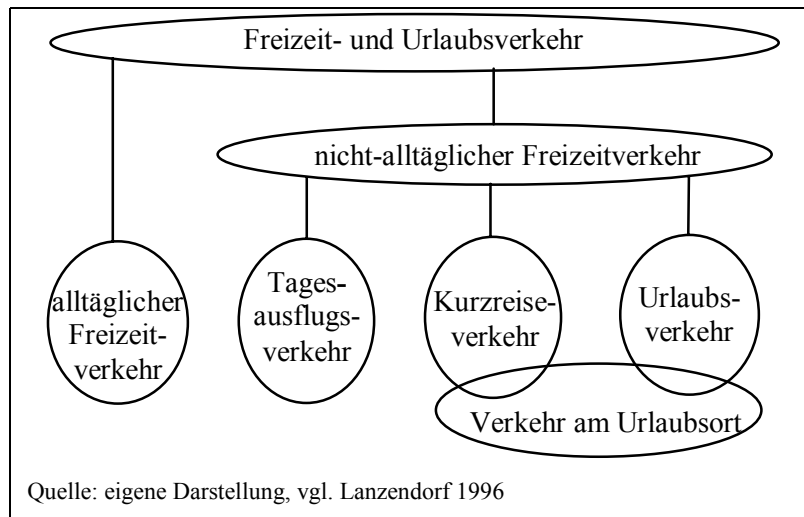 Freizeit- und Urlaubsverkehr
nicht-alltäglicher Freizeitverkehr
alltäglicher
Freizeit-
verkehr
Tages-
ausflugs-
verkehr
Kurzreise-
verkehr
Urlaubs-
verkehr
Verkehr am Urlaubsort
Quelle: eigene Darstellung, vgl. Lanzendorf 1996